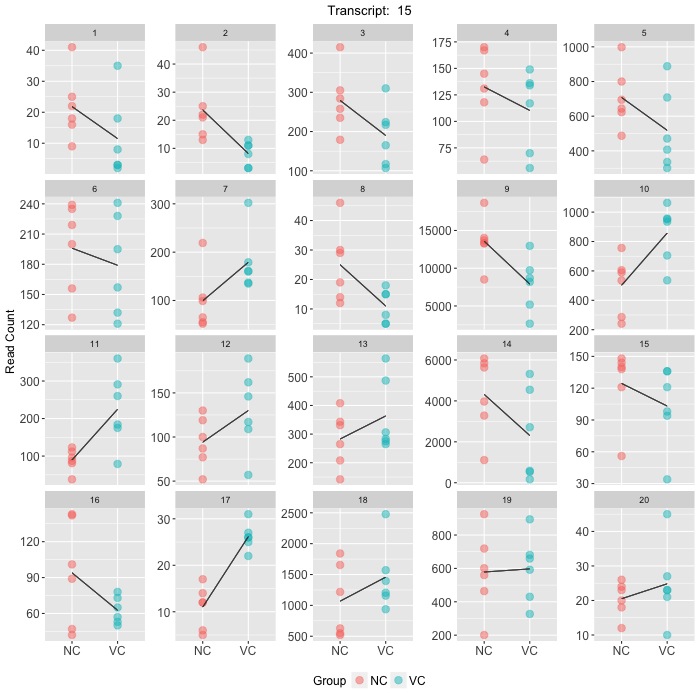 Transcript: 15
1 2 3 4 5
40 30 20 10
40 30 20 10
400 300 200 100
175 150 125 100 75
1000 800 600 400
6 7 8 9 10
240 210 180 150 120
300 200 100
40 30 20 10
15000 10000 5000
1000 800 600 400 200
Read Count
11 12 13 14 15
300 200 100
150 100 50
500 400 300 200
6000 4000 2000 0
150 120 90 60 30
16 17 18 19 20
120 90 60
30 20 10
2500 2000 1500 1000 500
800 600 400 200
40 30 20 10
NC VC NC VC NC VC NC VC NC VC
Group NC VC